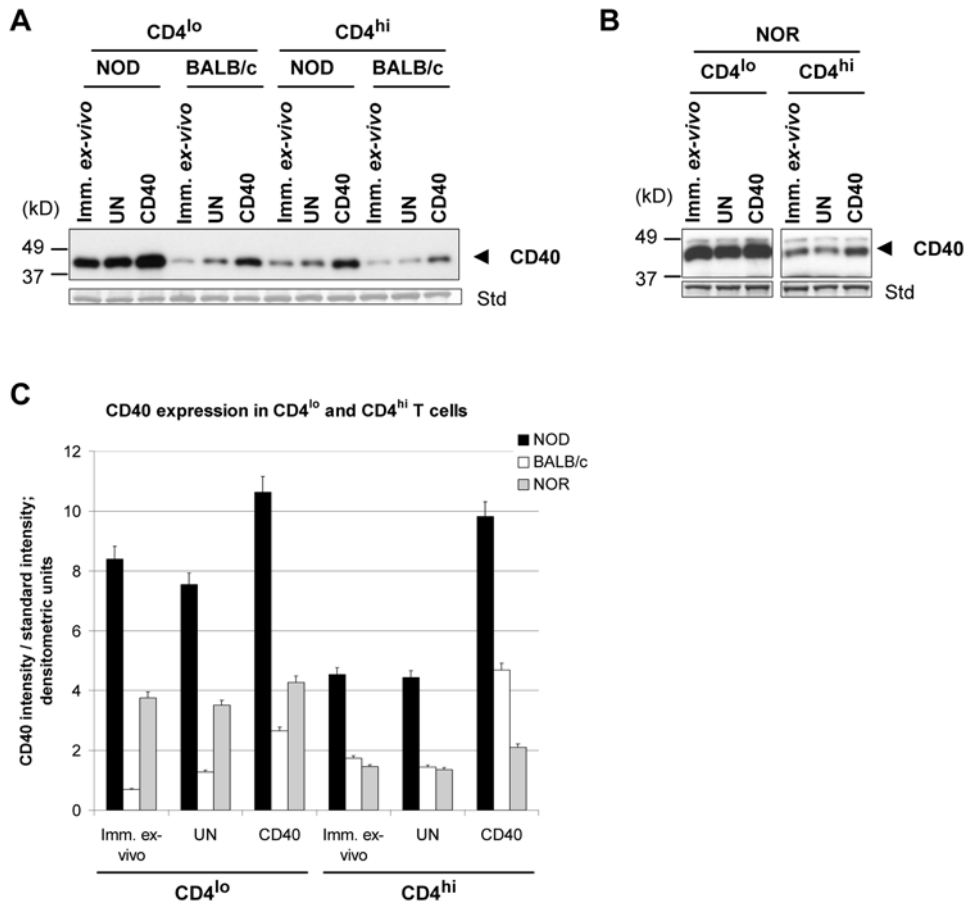 A
CD4lo CD4hi
NOD BALB/c NOD BALB/c
Imm. ex-vivo UN CD40 Imm. ex-vivo UN CD40 Imm. ex-vivo UN CD40 Imm. ex-vivo UN CD40
(kD)
49
37
CD40
Std
B
NOR
CD4lo CD4hi
Imm. ex-vivo UN CD40 Imm. ex-vivo UN CD40
(kD)
49
37
CD40
Std
C
CD40 expression in CD4lo and CD4hi T cells
NOD
BALB/c
NOR
CD40 intensity / standard intensity;
densitometric units
12
10
8
6
4
2
0
Imm. ex-
vivo
UN
CD40
Imm. ex-
vivo
UN
CD40
CD4lo CD4hi